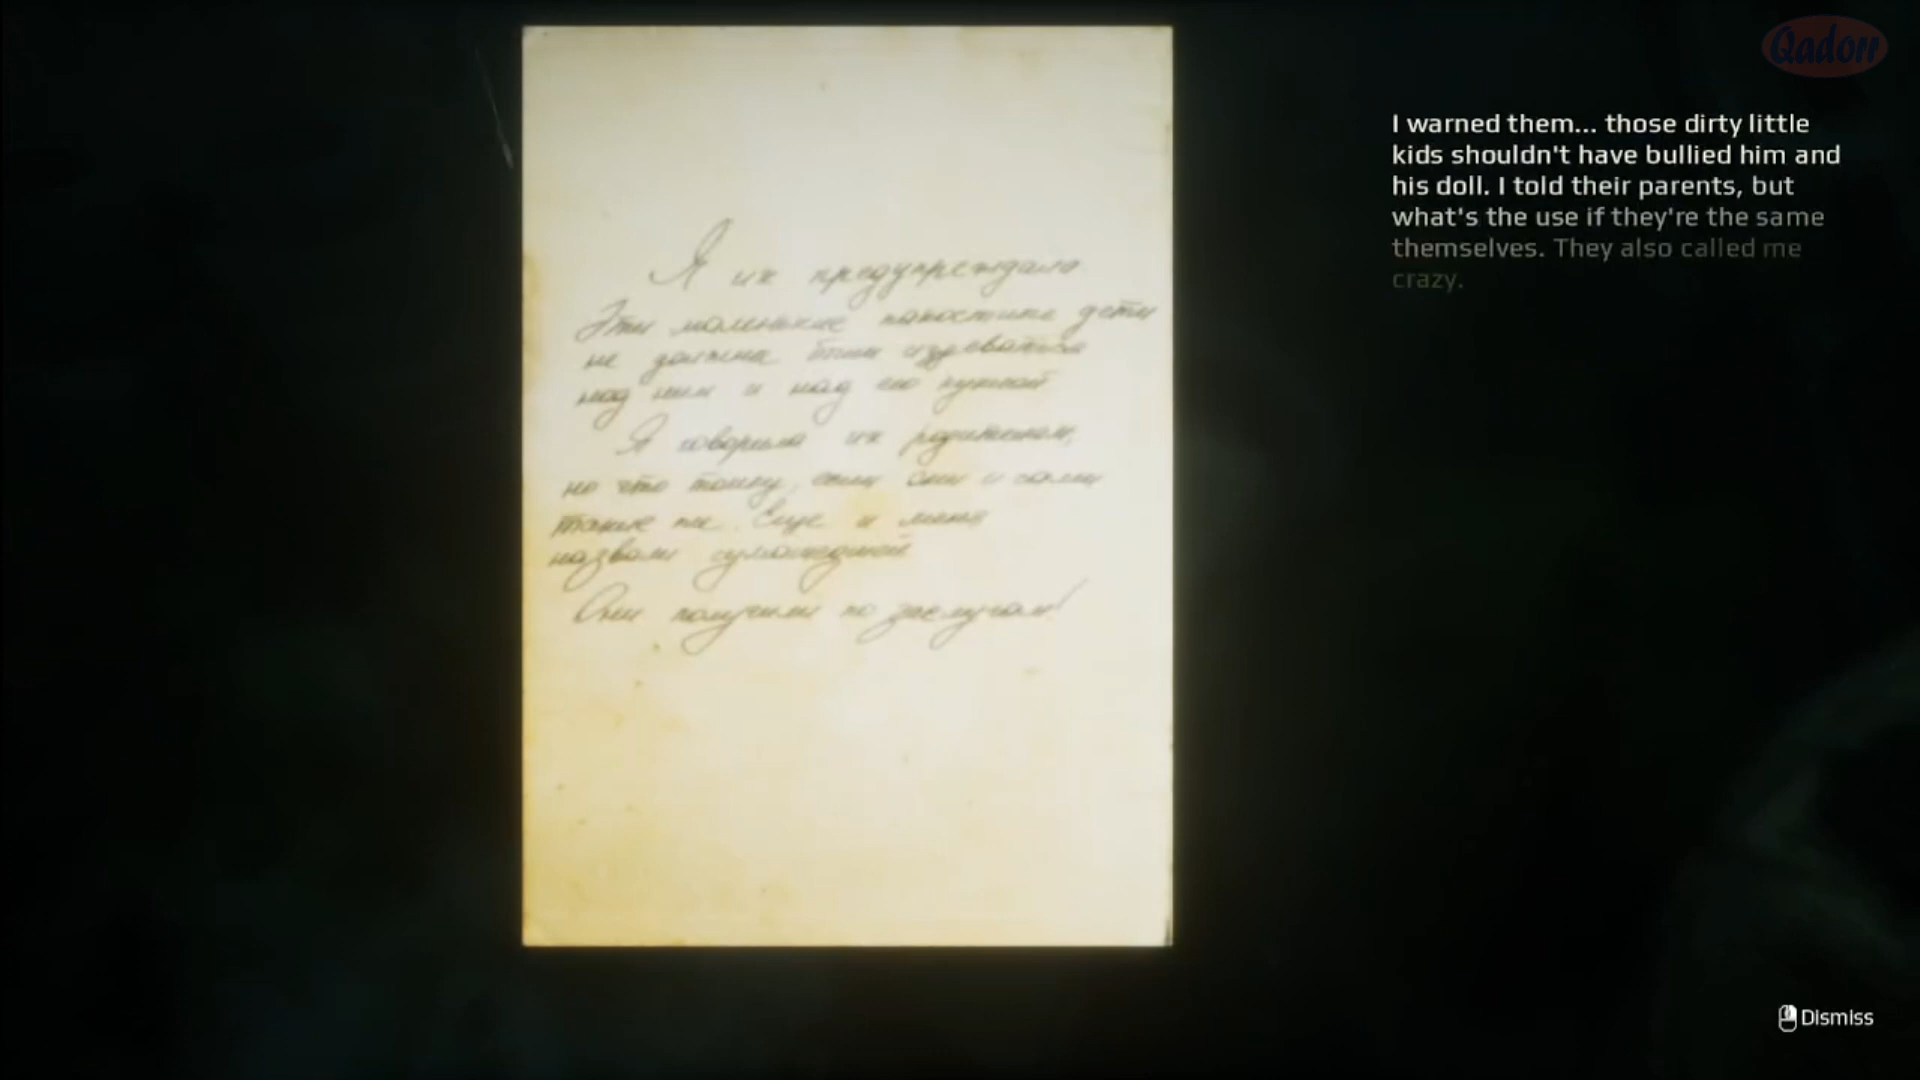 Qadorr
I warned them... those dirty little
kids shouldn't have bullied him and
his doll. I told their parents, but
what's the use if they're the same
themselves. They also called me
crazy.
Я их предупреждала
Эти маленькие пакостные дети
не должны были издеваться
над ним и над его куклой
Я говорила их родителям,
но что толку, если они и сами
такие же. Еще и меня
назвали сумасшедшей
Они получили по заслугам!
Dismiss